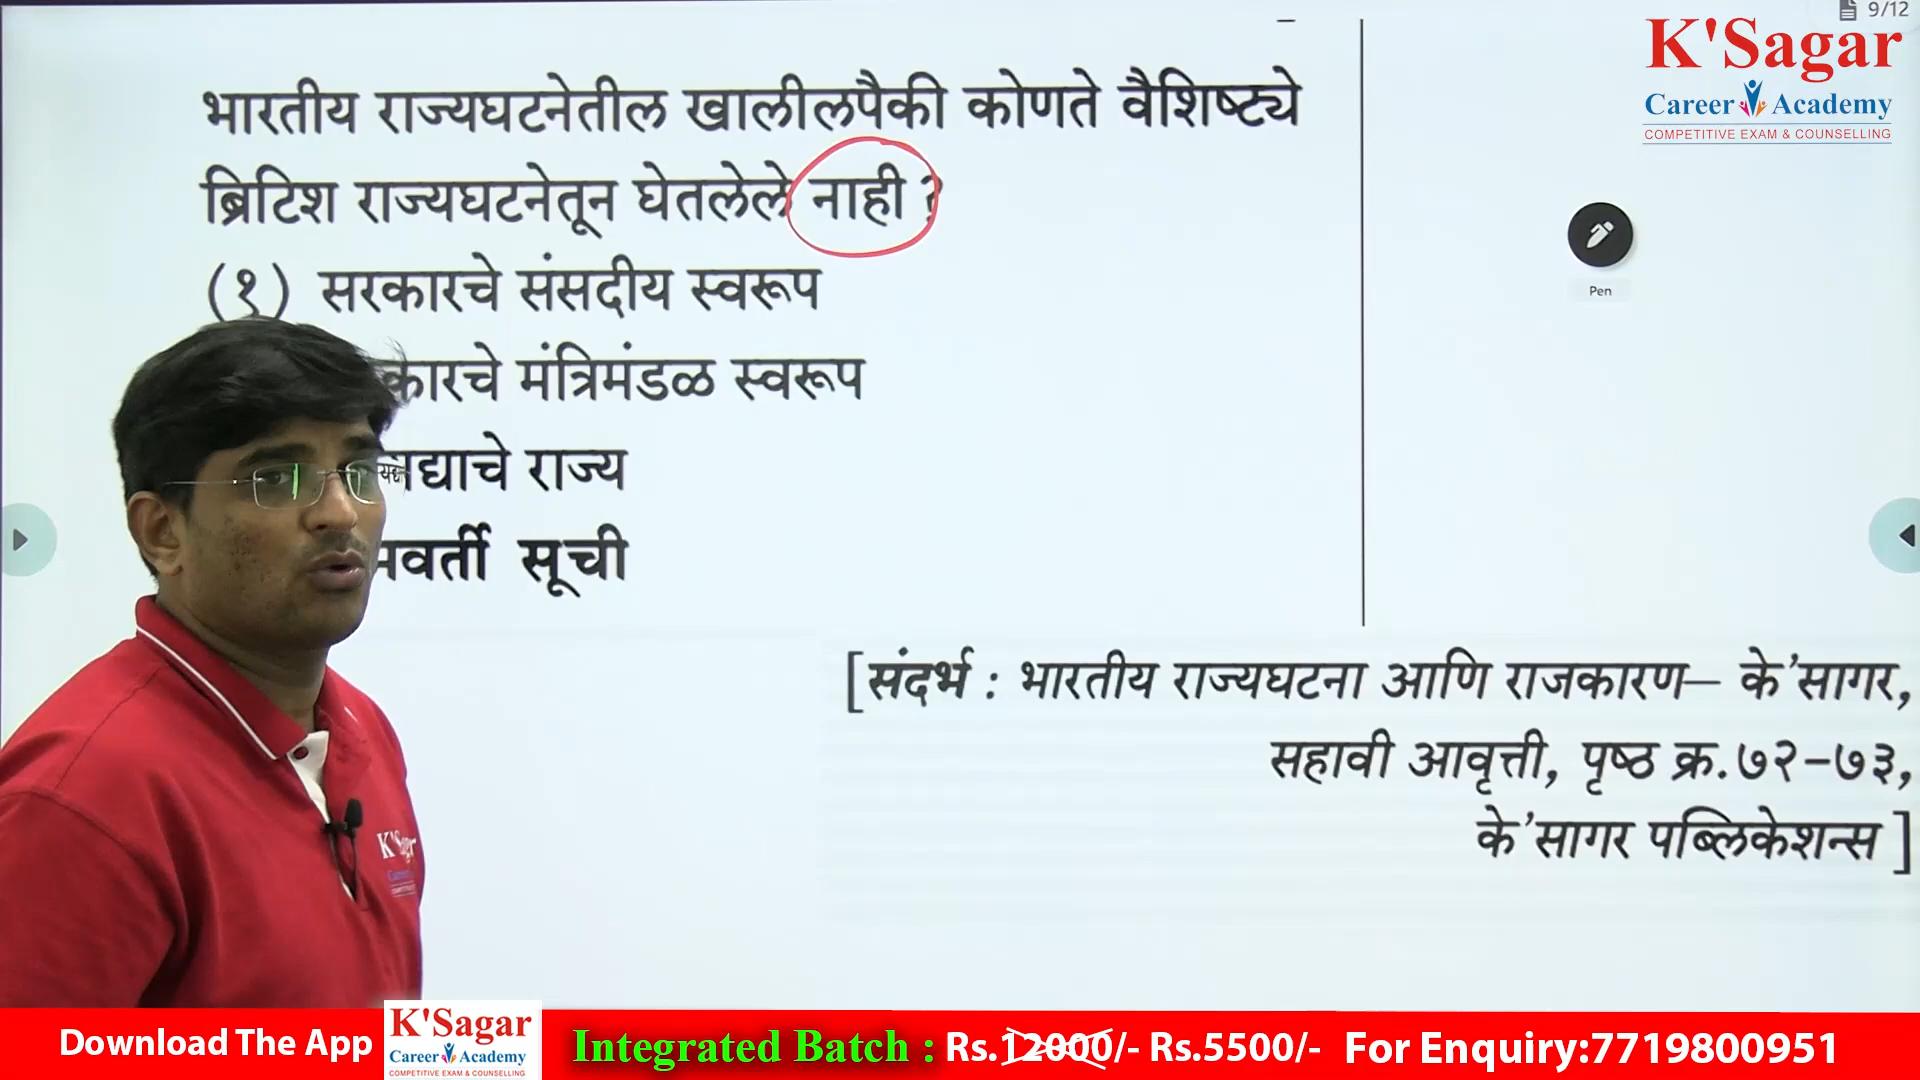 9/12
K'Sagar
Career Academy
COMPETITIVE EXAM & COUNSELLING
भारतीय राज्यघटनेतील खालीलपैकी कोणते वैशिष्ट्ये
ब्रिटिश राज्यघटनेतून घेतलेले नाही ?
(१) सरकारचे संसदीय स्वरूप
कारचे मंत्रिमंडळ स्वरूप
द्याचे राज्य
मवर्ती सूची
Pen
[संदर्भ : भारतीय राज्यघटना आणि राजकारण– के'सागर,
सहावी आवृत्ती, पृष्ठ क्र.७२–७३,
के'सागर पब्लिकेशन्स ]
K'Sagar
Download The App
K'Sagar
Career Academy
COMPETITIVE EXAM & COUNSELLING
Integrated Batch : Rs.12000/- Rs.5500/- For Enquiry:7719800951